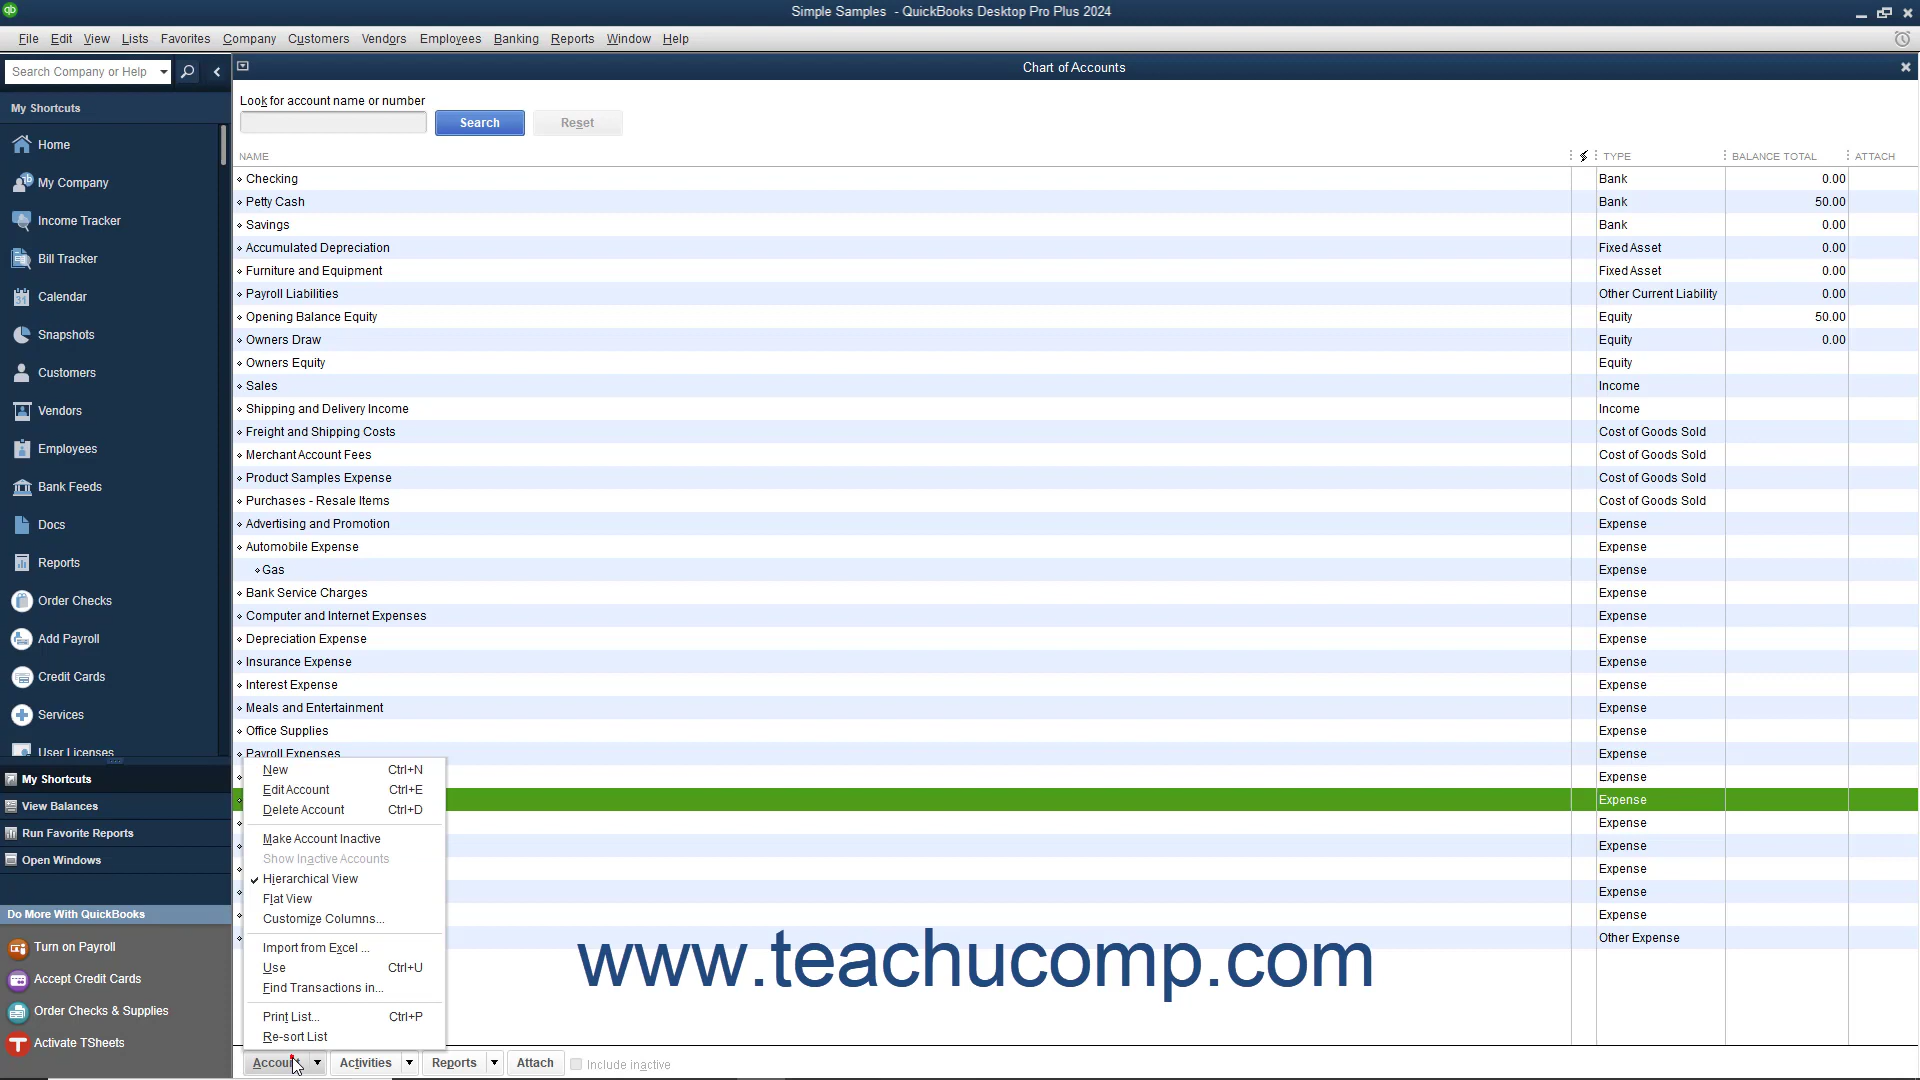 Simple Samples - QuickBooks Desktop Pro Plus 2024
File Edit View Lists Favorites Company Customers Vendors Employees Banking Reports Window Help
Search Company or Help
Chart of Accounts
My Shortcuts
Home
My Company
Income Tracker
Bill Tracker
Calendar
Snapshots
Customers
Vendors
Employees
Bank Feeds
Docs
Reports
Order Checks
Add Payroll
Credit Cards
Services
User Licenses
My Shortcuts
View Balances
Run Favorite Reports
Open Windows
Do More With QuickBooks
Turn on Payroll
Accept Credit Cards
Order Checks & Supplies
Activate TSheets
Look for account name or number
Search Reset
NAME TYPE BALANCE TOTAL ATTACH
Checking Bank 0.00
Petty Cash Bank 50.00
Savings Bank 0.00
Accumulated Depreciation Fixed Asset 0.00
Furniture and Equipment Fixed Asset 0.00
Payroll Liabilities Other Current Liability 0.00
Opening Balance Equity Equity 50.00
Owners Draw Equity 0.00
Owners Equity Equity
Sales Income
Shipping and Delivery Income Income
Freight and Shipping Costs Cost of Goods Sold
Merchant Account Fees Cost of Goods Sold
Product Samples Expense Cost of Goods Sold
Purchases - Resale Items Cost of Goods Sold
Advertising and Promotion Expense
Automobile Expense Expense
Gas Expense
Bank Service Charges Expense
Computer and Internet Expenses Expense
Depreciation Expense Expense
Insurance Expense Expense
Interest Expense Expense
Meals and Entertainment Expense
Office Supplies Expense
Payroll Expenses Expense
Expense
Expense
Expense
Expense
Expense
Expense
Expense
Other Expense
New Ctrl+N
Edit Account Ctrl+E
Delete Account Ctrl+D
Make Account Inactive
Show Inactive Accounts
Hierarchical View
Flat View
Customize Columns...
Import from Excel ...
Use Ctrl+U
Find Transactions in...
Print List... Ctrl+P
Re-sort List
www.teachucomp.com
Account Activities Reports Attach Include inactive